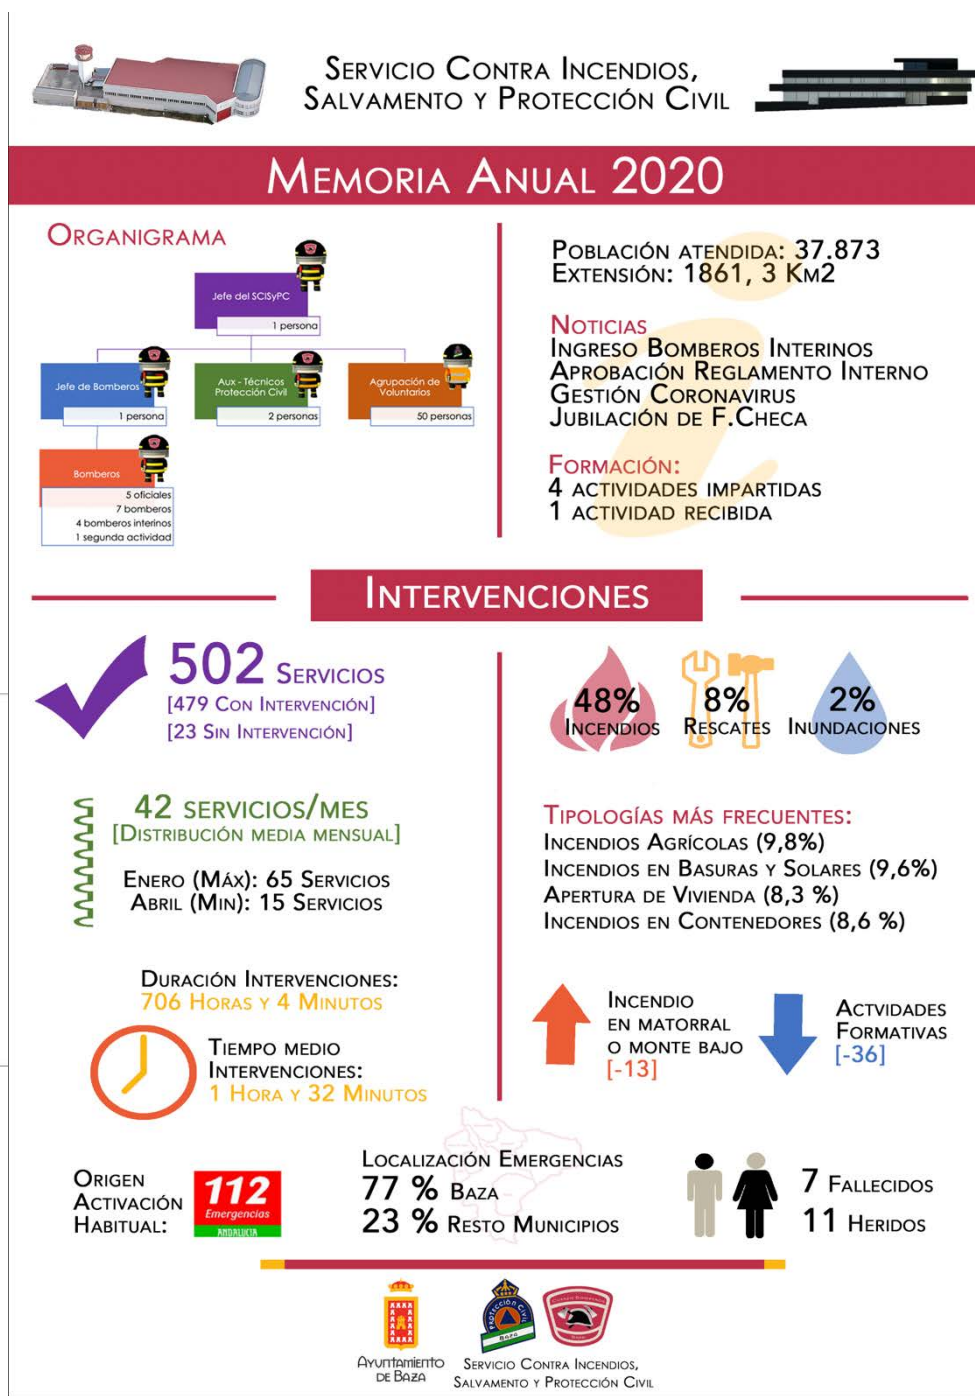 Servicio Contra Incendios,
Salvamento y Protección Civil
Memoria Anual 2020
Organigrama
Jefe del SCISyPC
1 persona
Jefe de Bomberos
1 persona
Aux - Técnicos
Protección Civil
2 personas
Agrupación de
Voluntarios
50 personas
Bomberos
5 oficiales
7 bomberos
4 bomberos interinos
1 segunda actividad
Población atendida: 37.873
Extensión: 1861, 3 Km2
Noticias
Ingreso Bomberos Interinos
Aprobación Reglamento Interno
Gestión Coronavirus
Jubilación de F.Checa
Formación:
4 actividades impartidas
1 actividad recibida
Intervenciones
502 Servicios
[479 Con Intervención]
[23 Sin Intervención]
42 servicios/mes
[Distribución media mensual]
Enero (Máx): 65 Servicios
Abril (Min): 15 Servicios
Duración Intervenciones:
706 Horas y 4 Minutos
Tiempo medio
Intervenciones:
1 Hora y 32 Minutos
48%
Incendios
8%
Rescates
2%
Inundaciones
Tipologías más frecuentes:
Incendios Agrícolas (9,8%)
Incendios en Basuras y Solares (9,6%)
Apertura de Vivienda (8,3 %)
Incendios en Contenedores (8,6 %)
Incendio
en matorral
o monte bajo
[-13]
Actvidades
Formativas
[-36]
Origen
Activación
Habitual:
112
Emergencias
ANDALUCIA
Localización Emergencias
77 % Baza
23 % Resto Municipios
7 Fallecidos
11 Heridos
Ayuntamiento
de Baza
PROTECCIÓN CIVIL
BAZA
Servicio Contra Incendios,
Salvamento y Protección Civil